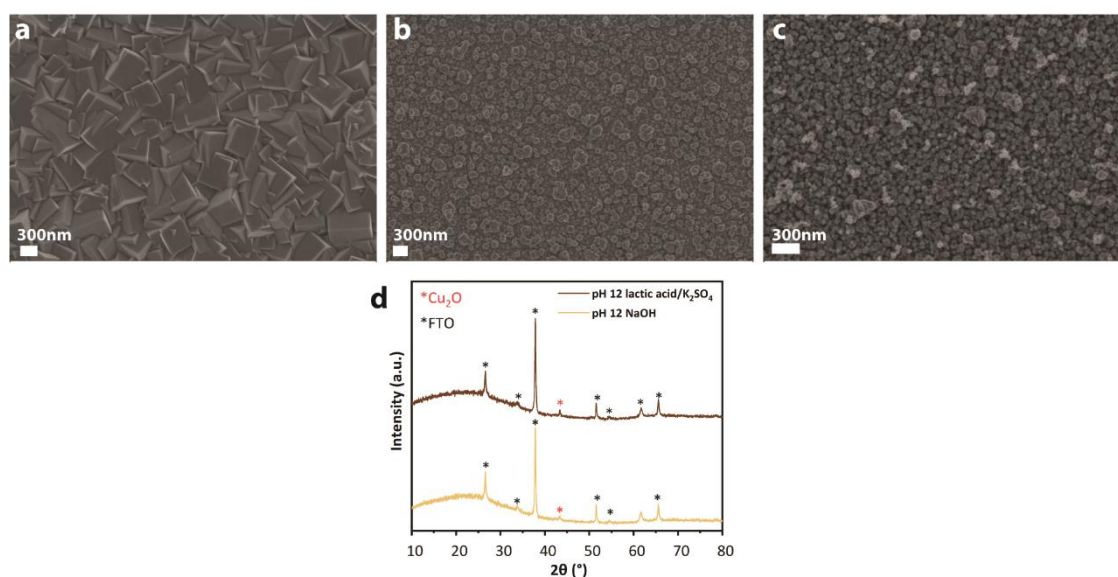 a
b
c
300nm
300nm
300nm
d
*Cu₂O
*FTO
pH 12 lactic acid/K₂SO₄
pH 12 NaOH
* * * * * * * *
* * * * * * *
Intensity (a.u.)
10 20 30 40 50 60 70 80
2θ (°)